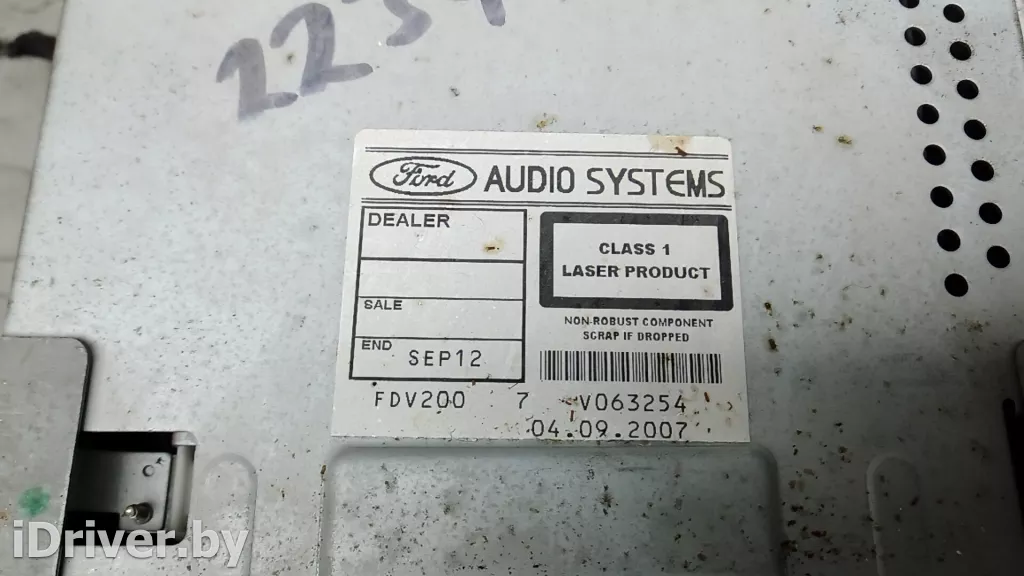 Ford AUDIO SYSTEMS
DEALER
SALE
END SEP12
CLASS 1
LASER PRODUCT
NON-ROBUST COMPONENT
SCRAP IF DROPPED
FDV200 7 V063254
04.09.2007
iDriver.by